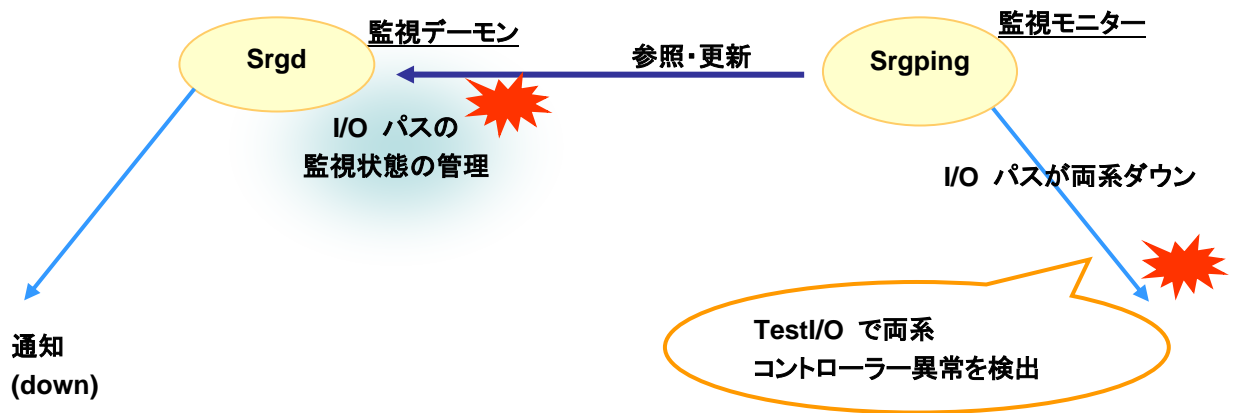 監視デーモン
Srgd
参照・更新
監視モニター
Srgping
I/O パスの
監視状態の管理
I/O パスが両系ダウン
TestI/O で両系
コントローラー異常を検出
通知
(down)